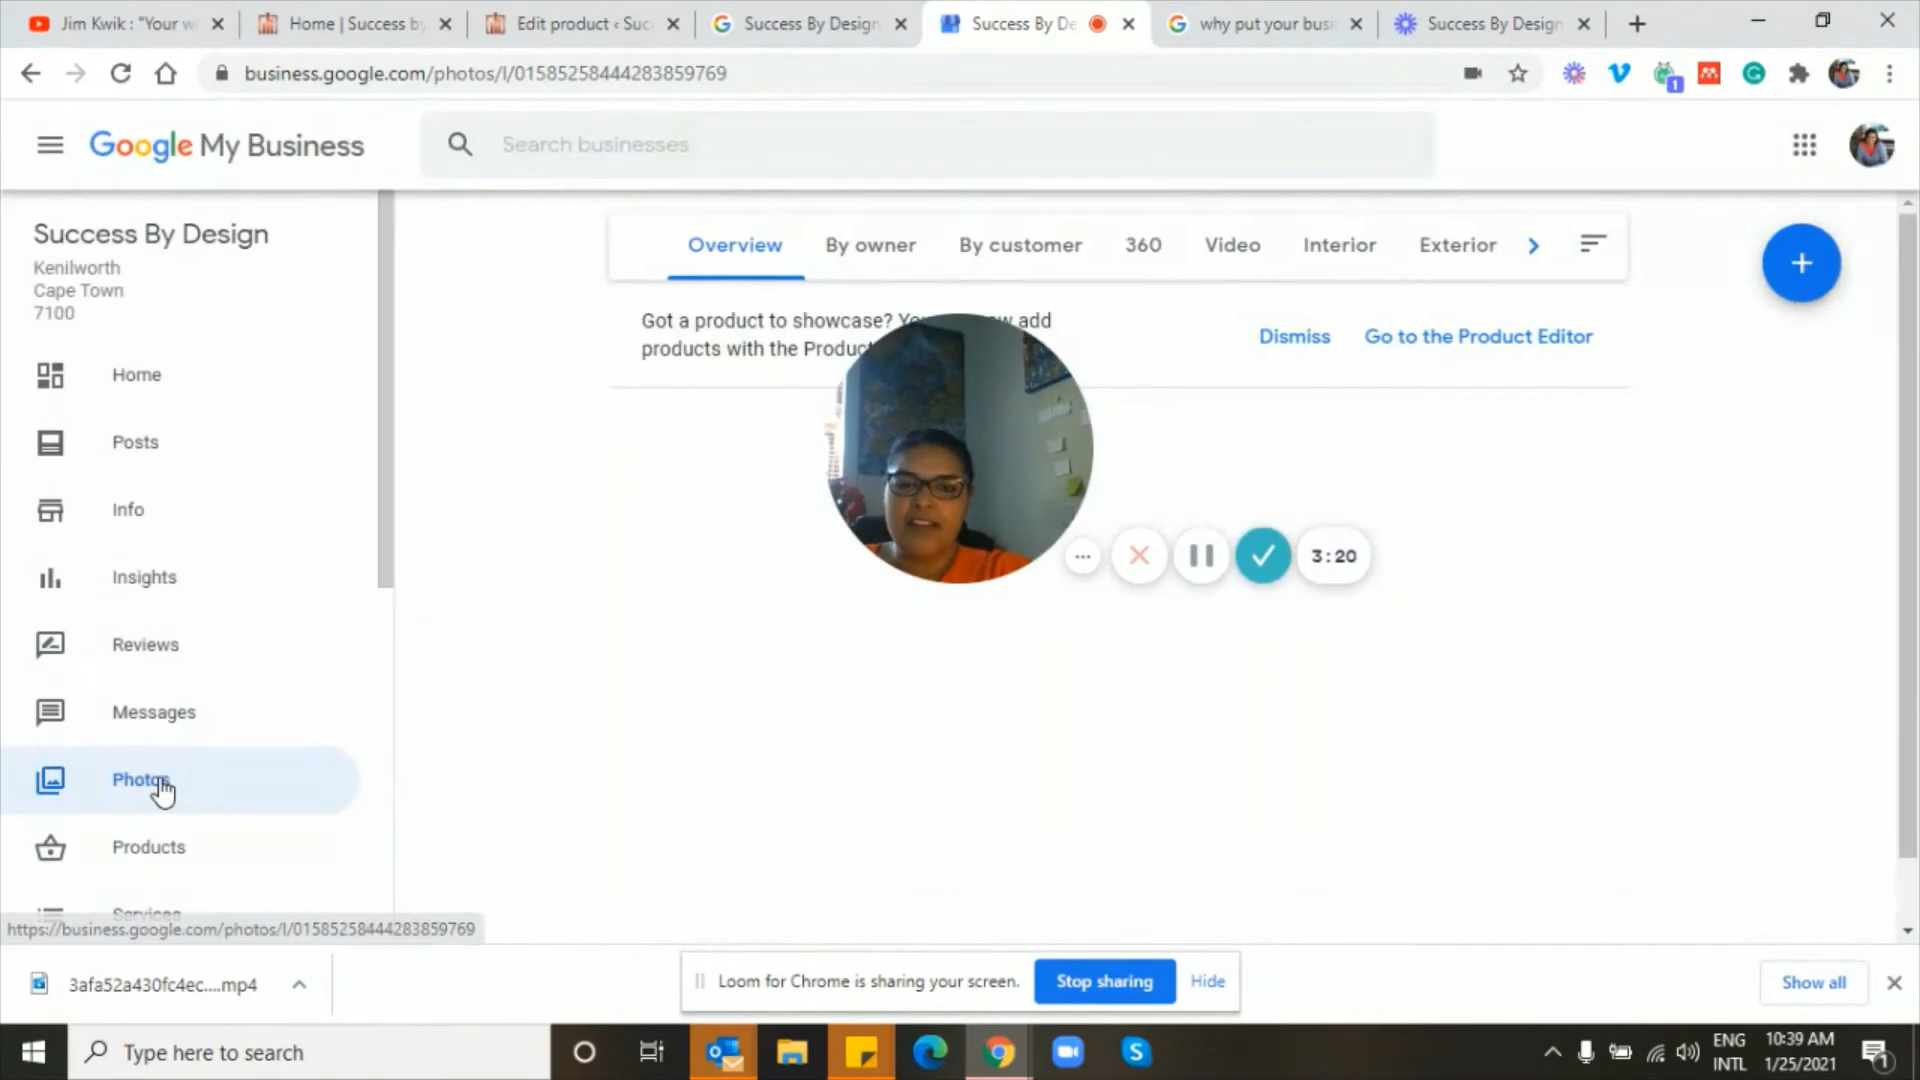 Jim Kwik : "Your w
Home | Success by
Edit product ‹ Suc
Success By Design
Success By De
why put your busi
Success By Design
business.google.com/photos/l/01585258444283859769
1
Google My Business
Search businesses
Success By Design
Kenilworth
Cape Town
7100
Overview
By owner
By customer
360
Video
Interior
Exterior
Got a product to showcase? add
products with the
Dismiss
Go to the Product Editor
Home
Posts
Info
Insights
Reviews
Messages
Photos
Products
Services
3:20
https://business.google.com/photos/l/01585258444283859769
3afa52a430fc4ec....mp4
Loom for Chrome is sharing your screen.
Stop sharing
Hide
Show all
Type here to search
ENG
INTL
10:39 AM
1/25/2021
1